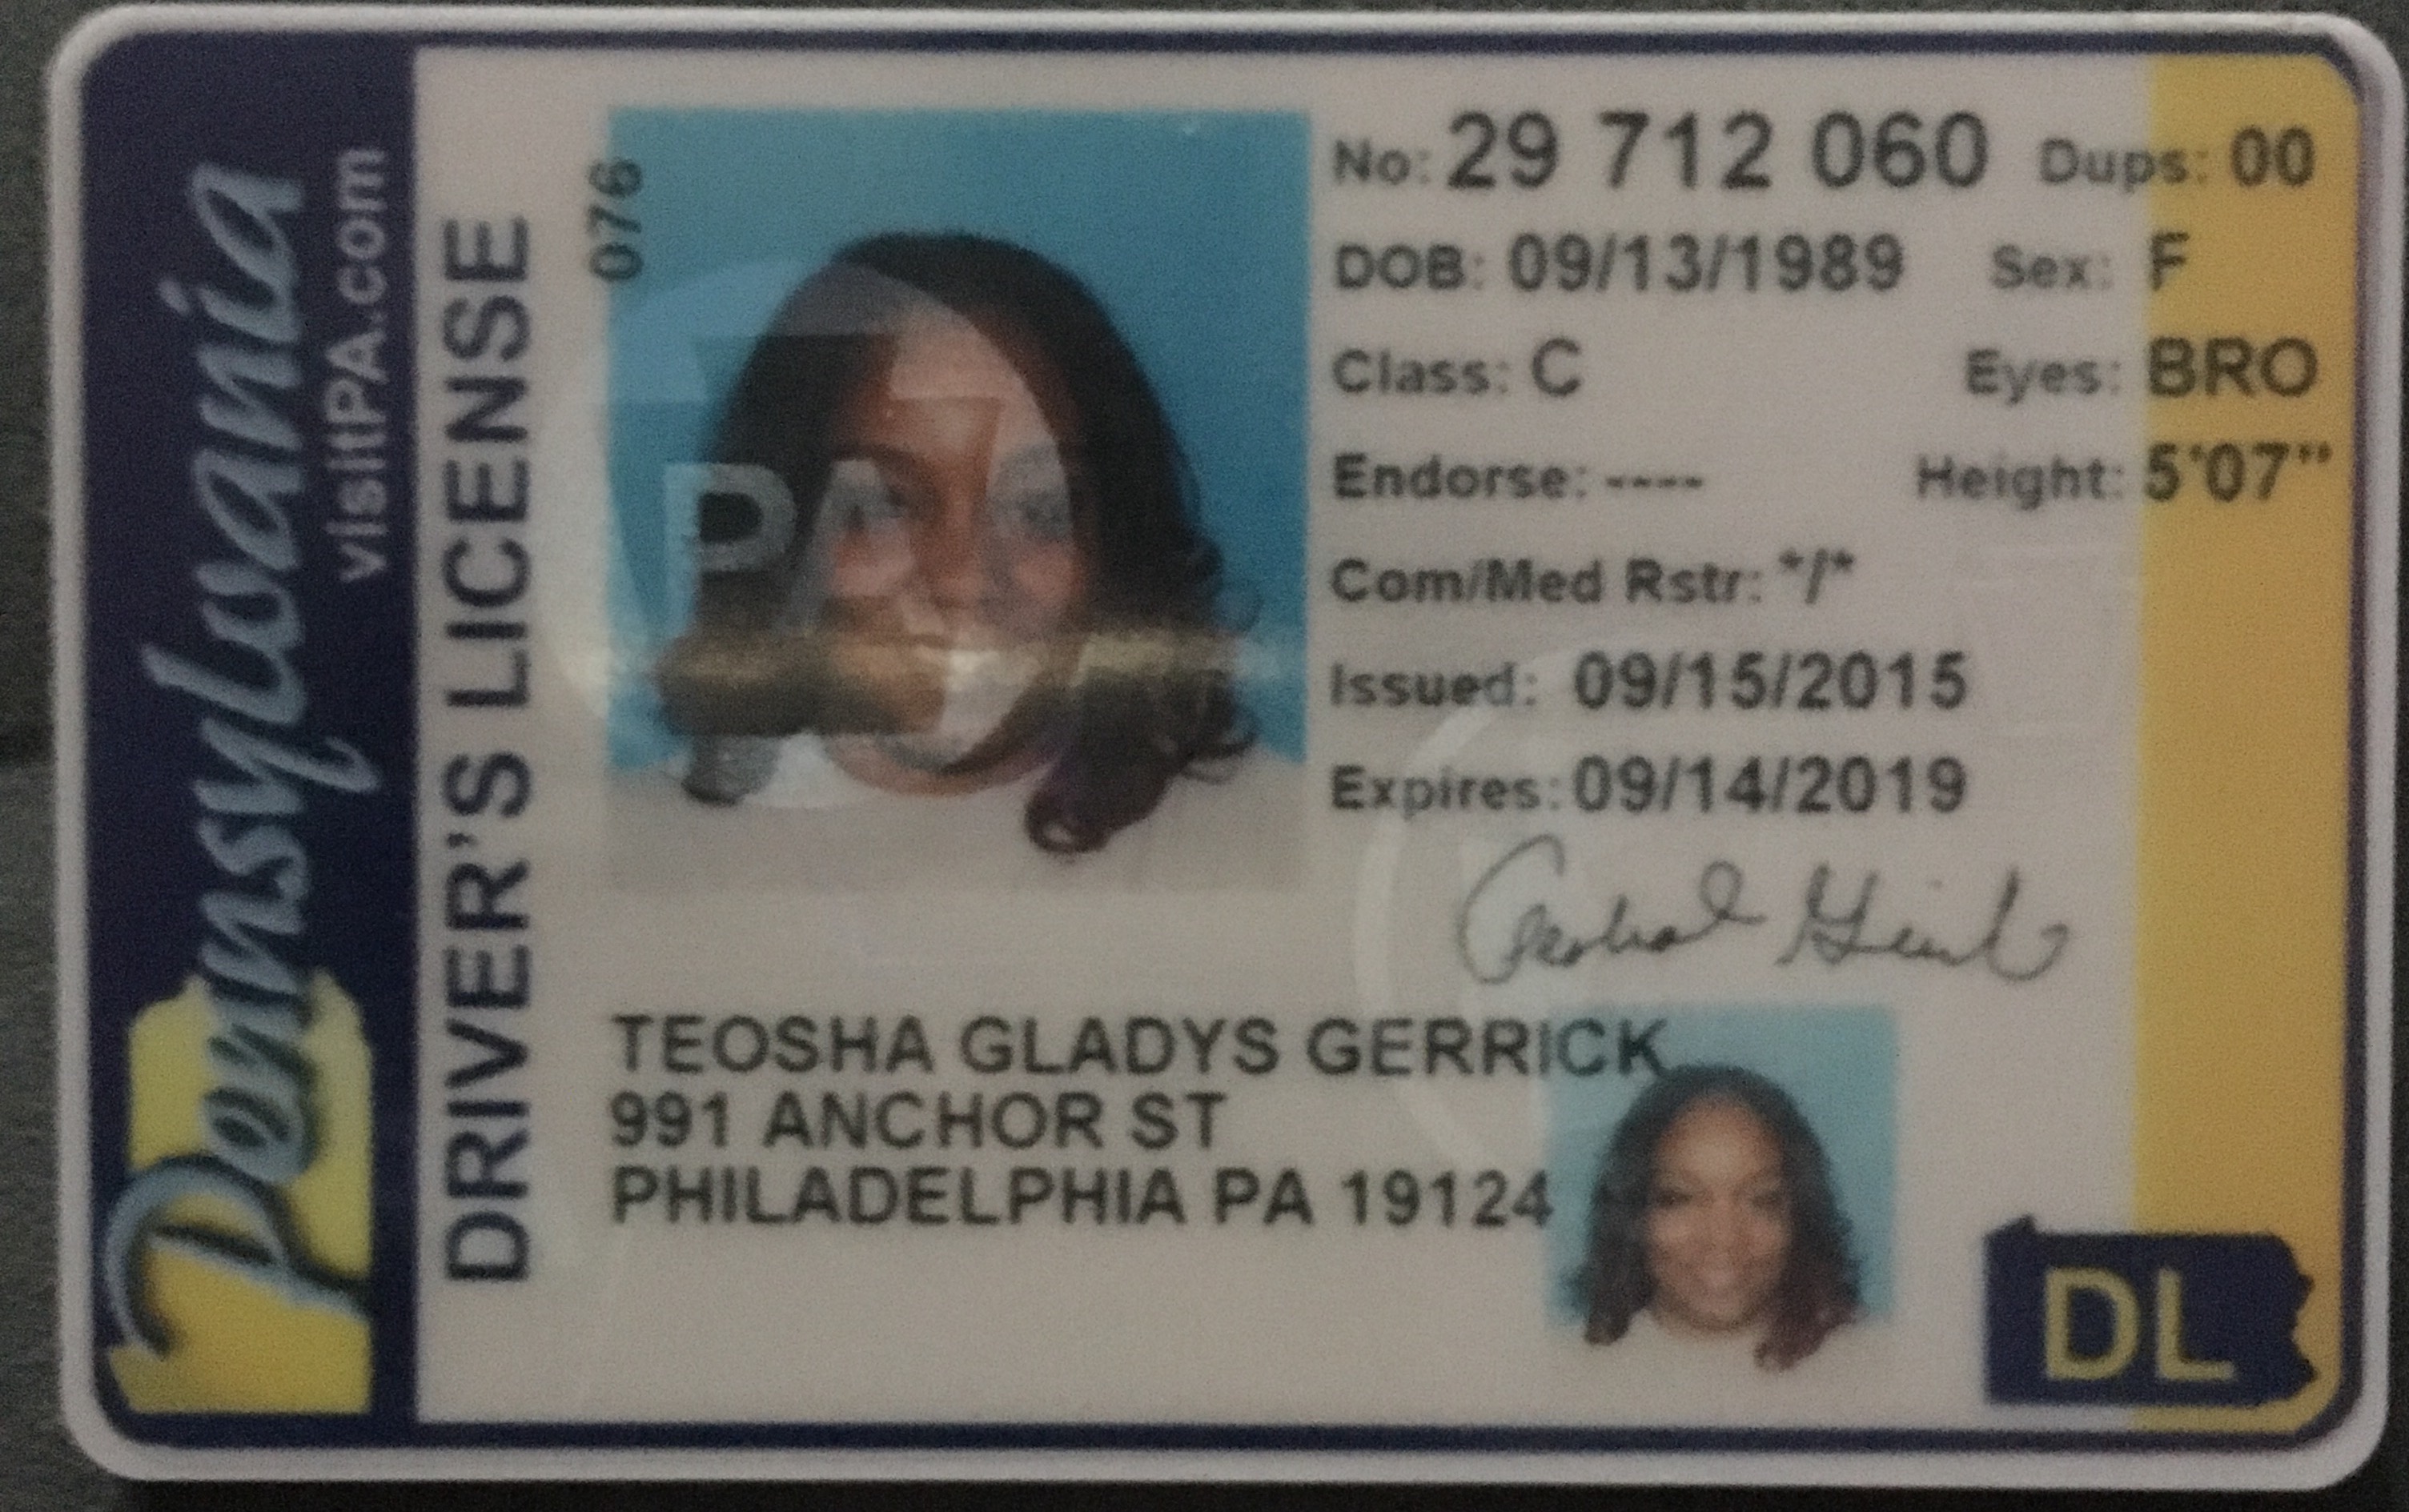 Pennsylvania
visitPA.com
DRIVER'S LICENSE
076
PA
No: 29 712 060 Dups: 00
DOB: 09/13/1989 Sex: F
Class: C Eyes: BRO
Endorse: ---- Height: 5'07"
Com/Med Rstr: */*
Issued: 09/15/2015
Expires: 09/14/2019
TEOSHA GLADYS GERRICK
991 ANCHOR ST
PHILADELPHIA PA 19124
DL